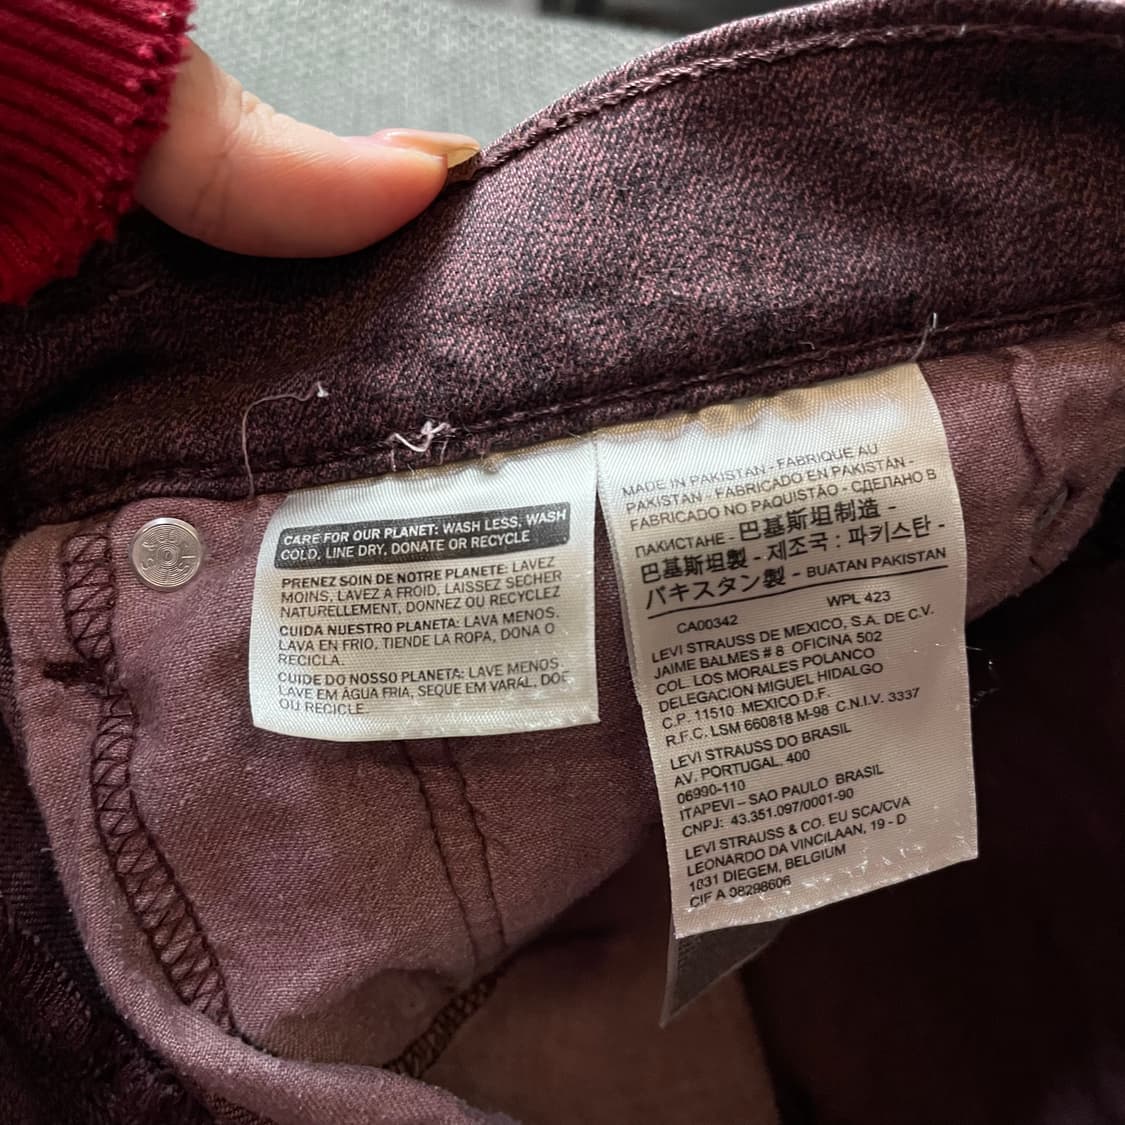 CARE FOR OUR PLANET: WASH LESS, WASH
COLD, LINE DRY, DONATE OR RECYCLE
PRENEZ SOIN DE NOTRE PLANETE: LAVEZ
MOINS, LAVEZ A FROID, LAISSEZ SECHER
NATURELLEMENT, DONNEZ OU RECYCLEZ
CUIDA NUESTRO PLANETA: LAVA MENOS.
LAVA EN FRIO, TIENDE LA ROPA, DONA O
RECICLA.
CUIDE DO NOSSO PLANETA: LAVE MENOS.
LAVE EM ÁGUA FRIA, SEQUE EM VARAL, DOE
OU RECICLE.
MADE IN PAKISTAN - FABRIQUE AU
PAKISTAN - FABRICADO EN PAKISTAN -
FABRICADO NO PAQUISTÃO - СДЕЛАНО В
ПАКИСТАНЕ - 巴基斯坦制造 -
巴基斯坦製 - 제조국 : 파키스탄 -
パキスタン製 - BUATAN PAKISTAN
CA00342 WPL 423
LEVI STRAUSS DE MEXICO, S.A. DE C.V.
JAIME BALMES # 8 OFICINA 502
COL. LOS MORALES POLANCO
DELEGACION MIGUEL HIDALGO
C.P. 11510 MEXICO D.F.
R.F.C. LSM 660818 M-98 C.N.I.V. 3337
LEVI STRAUSS DO BRASIL
AV. PORTUGAL, 400
06990-110
ITAPEVI – SAO PAULO BRASIL
CNPJ: 43.351.097/0001-90
LEVI STRAUSS & CO. EU SCA/CVA
LEONARDO DA VINCILAAN, 19 - D
1831 DIEGEM, BELGIUM
CIF A 08298606